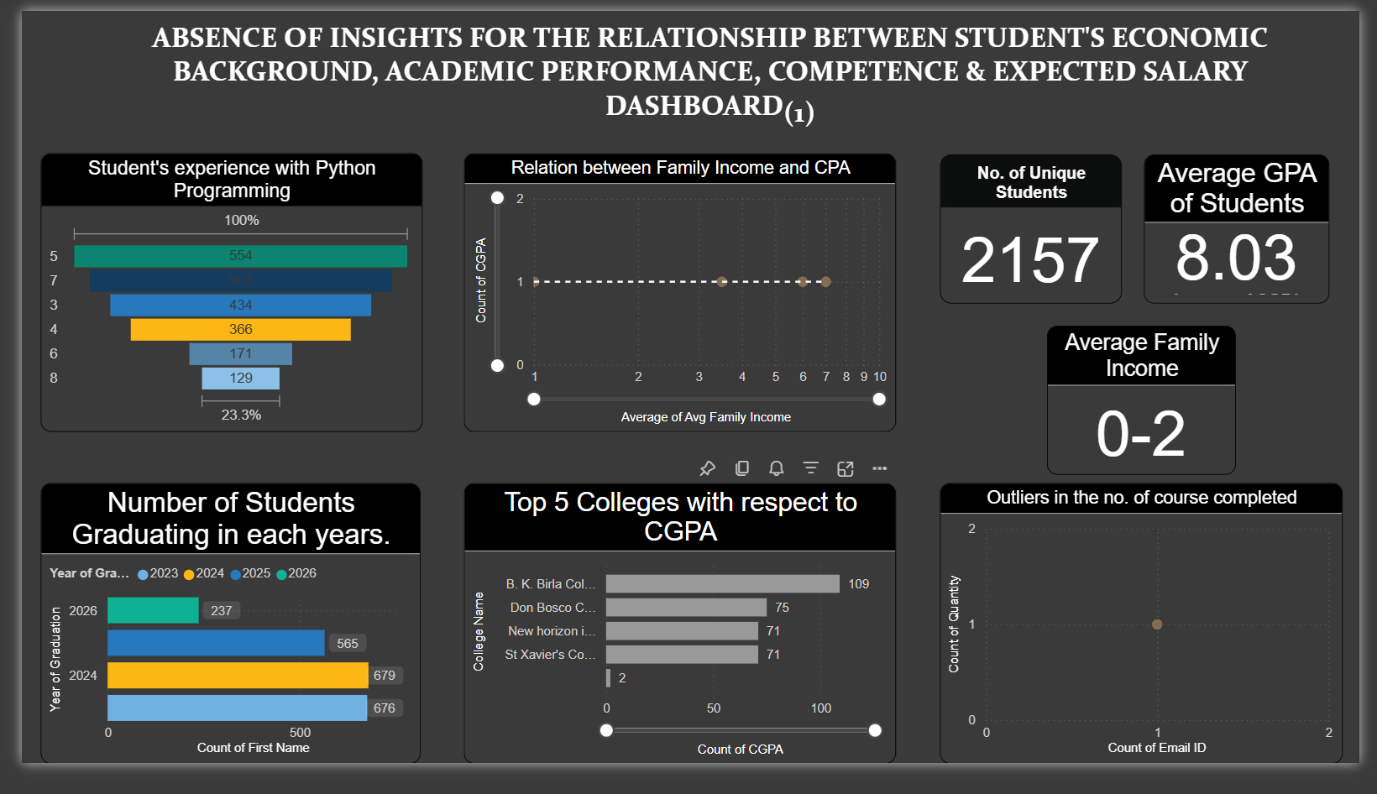 ABSENCE OF INSIGHTS FOR THE RELATIONSHIP BETWEEN STUDENT'S ECONOMIC
BACKGROUND, ACADEMIC PERFORMANCE, COMPETENCE & EXPECTED SALARY
DASHBOARD(1)
Student's experience with Python
Programming
100%
5 554
7
3 434
4 366
6 171
8 129
23.3%
Relation between Family Income and CPA
Count of CGPA
2
1
0
1 2 3 4 5 6 7 8 9 10
Average of Avg Family Income
No. of Unique
Students
2157
Average GPA
of Students
8.03
Average Family
Income
0-2
Number of Students
Graduating in each years.
Year of Gra... 2023 2024 2025 2026
Year of Graduation
2026 237
565
2024 679
676
0 500
Count of First Name
Top 5 Colleges with respect to
CGPA
College Name
B. K. Birla Col... 109
Don Bosco C... 75
New horizon i... 71
St Xavier's Co... 71
2
0 50 100
Count of CGPA
Outliers in the no. of course completed
Count of Quantity
2
1
0
0 1 2
Count of Email ID